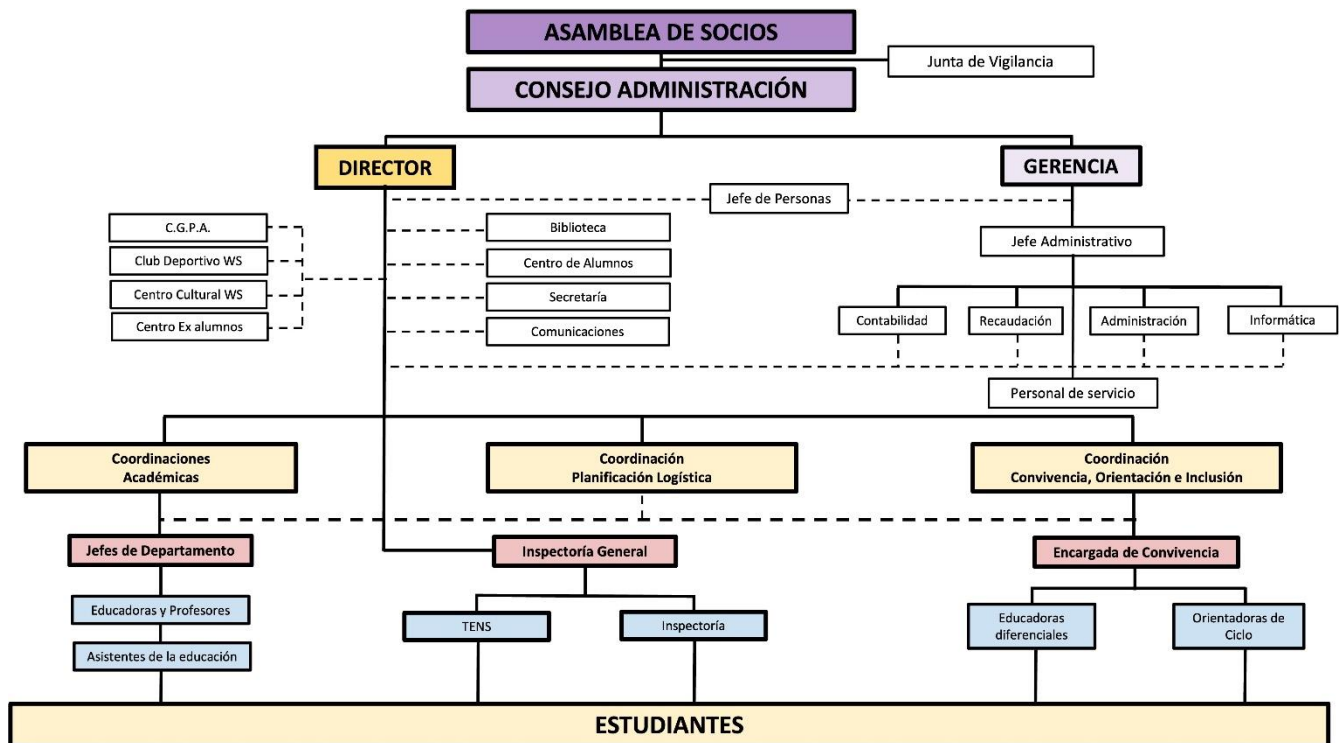 ASAMBLEA DE SOCIOS
Junta de Vigilancia
CONSEJO ADMINISTRACIÓN
DIRECTOR
GERENCIA
Jefe de Personas
C.G.P.A.
Club Deportivo WS
Centro Cultural WS
Centro Ex alumnos
Biblioteca
Centro de Alumnos
Secretaría
Comunicaciones
Jefe Administrativo
Contabilidad
Recaudación
Administración
Informática
Personal de servicio
Coordinaciones
Académicas
Coordinación
Planificación Logística
Coordinación
Convivencia, Orientación e Inclusión
Jefes de Departamento
Inspectoría General
Encargada de Convivencia
Educadoras y Profesores
Asistentes de la educación
TENS
Inspectoría
Educadoras
diferenciales
Orientadoras de
Ciclo
ESTUDIANTES